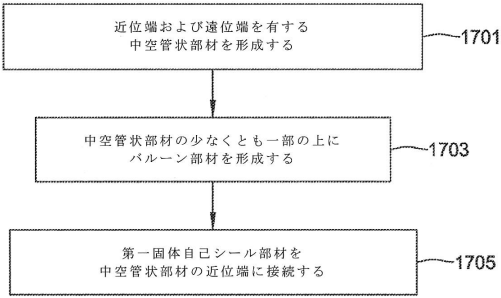 近位端および遠位端を有する
中空管状部材を形成する
1701
中空管状部材の少なくとも一部の上に
バルーン部材を形成する
1703
第一固体自己シール部材を
中空管状部材の近位端に接続する
1705